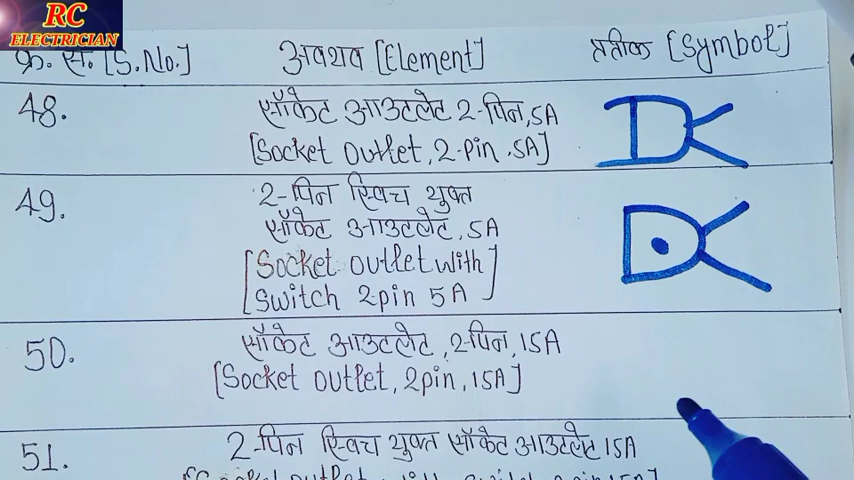 RC
ELECTRICIAN
क्र. स. [S.No.] अवयव [Element] प्रतीक [Symbol]
48. सॉकेट आउटलेट 2-पिन, 5A
[Socket outlet, 2-pin .5A]
49. 2-पिन स्विच युक्त
सॉकेट आउटलेट, 5A
[Socket outlet with
Switch 2pin 5A]
50. सॉकेट आउटलेट, 2-पिन, 15A
[Socket outlet, 2pin, 15A]
51. 2-पिन स्विच युक्त सॉकेट आउटलेट 15A